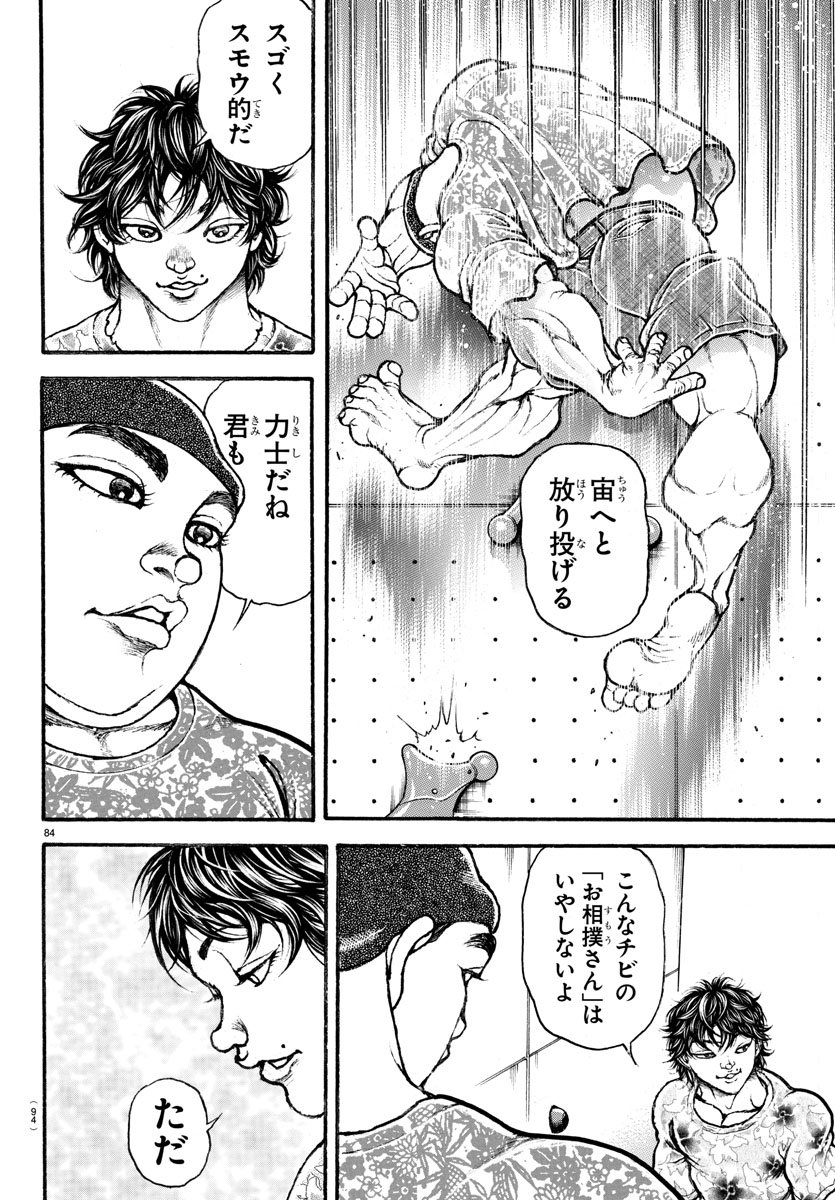 宙へと
放り投げる
スゴく
スモウ的だ
力士だね
君も
こんなチビの
「お相撲さん」は
いやしないよ
ただ
84
(94)